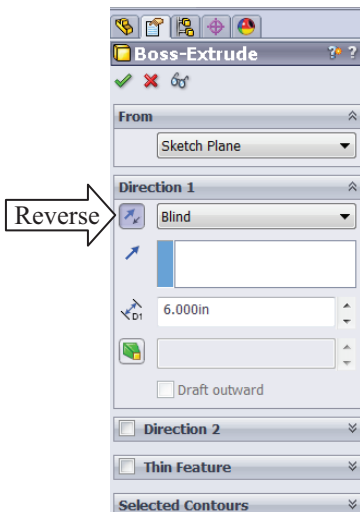 Boss-Extrude
? ?
From
Sketch Plane
Direction 1
Reverse
Blind
D1
6.000in
Draft outward
Direction 2
Thin Feature
Selected Contours